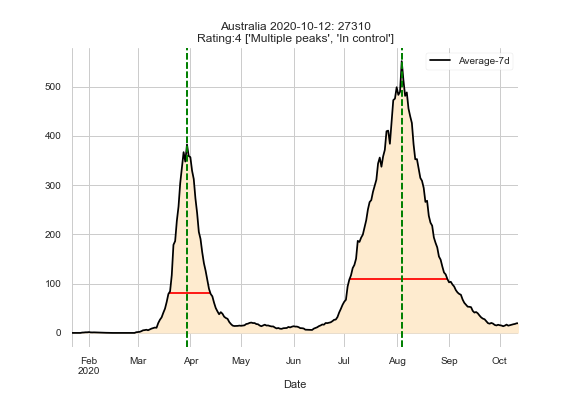 Australia 2020-10-12: 27310
Rating:4 ['Multiple peaks', 'In control']
Average-7d
500
400
300
200
100
0
Feb Mar Apr May Jun Jul Aug Sep Oct
2020
Date